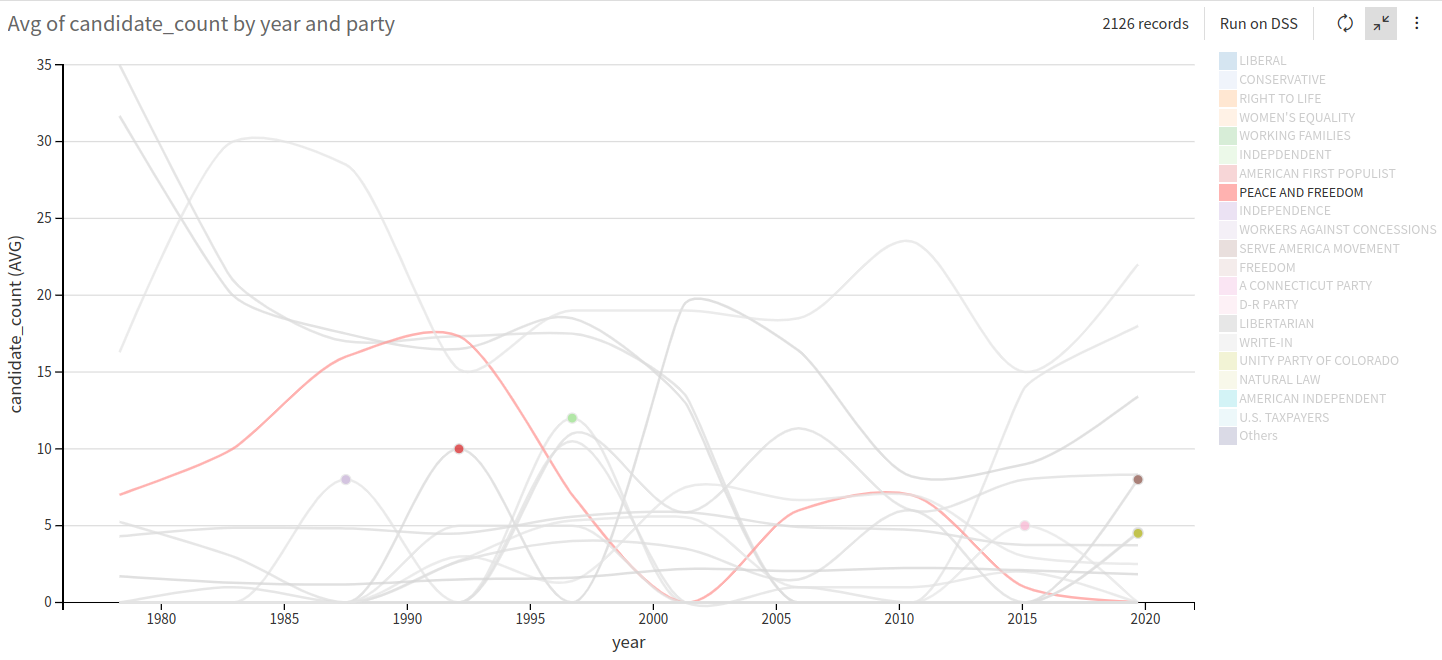 Avg of candidate_count by year and party
2126 records
Run on DSS
candidate_count (AVG)
35
30
25
20
15
10
5
0
1980 1985 1990 1995 2000 2005 2010 2015 2020
year
LIBERAL
CONSERVATIVE
RIGHT TO LIFE
WOMEN'S EQUALITY
WORKING FAMILIES
INDEPDENDENT
AMERICAN FIRST POPULIST
PEACE AND FREEDOM
INDEPENDENCE
WORKERS AGAINST CONCESSIONS
SERVE AMERICA MOVEMENT
FREEDOM
A CONNECTICUT PARTY
D-R PARTY
LIBERTARIAN
WRITE-IN
UNITY PARTY OF COLORADO
NATURAL LAW
AMERICAN INDEPENDENT
U.S. TAXPAYERS
Others